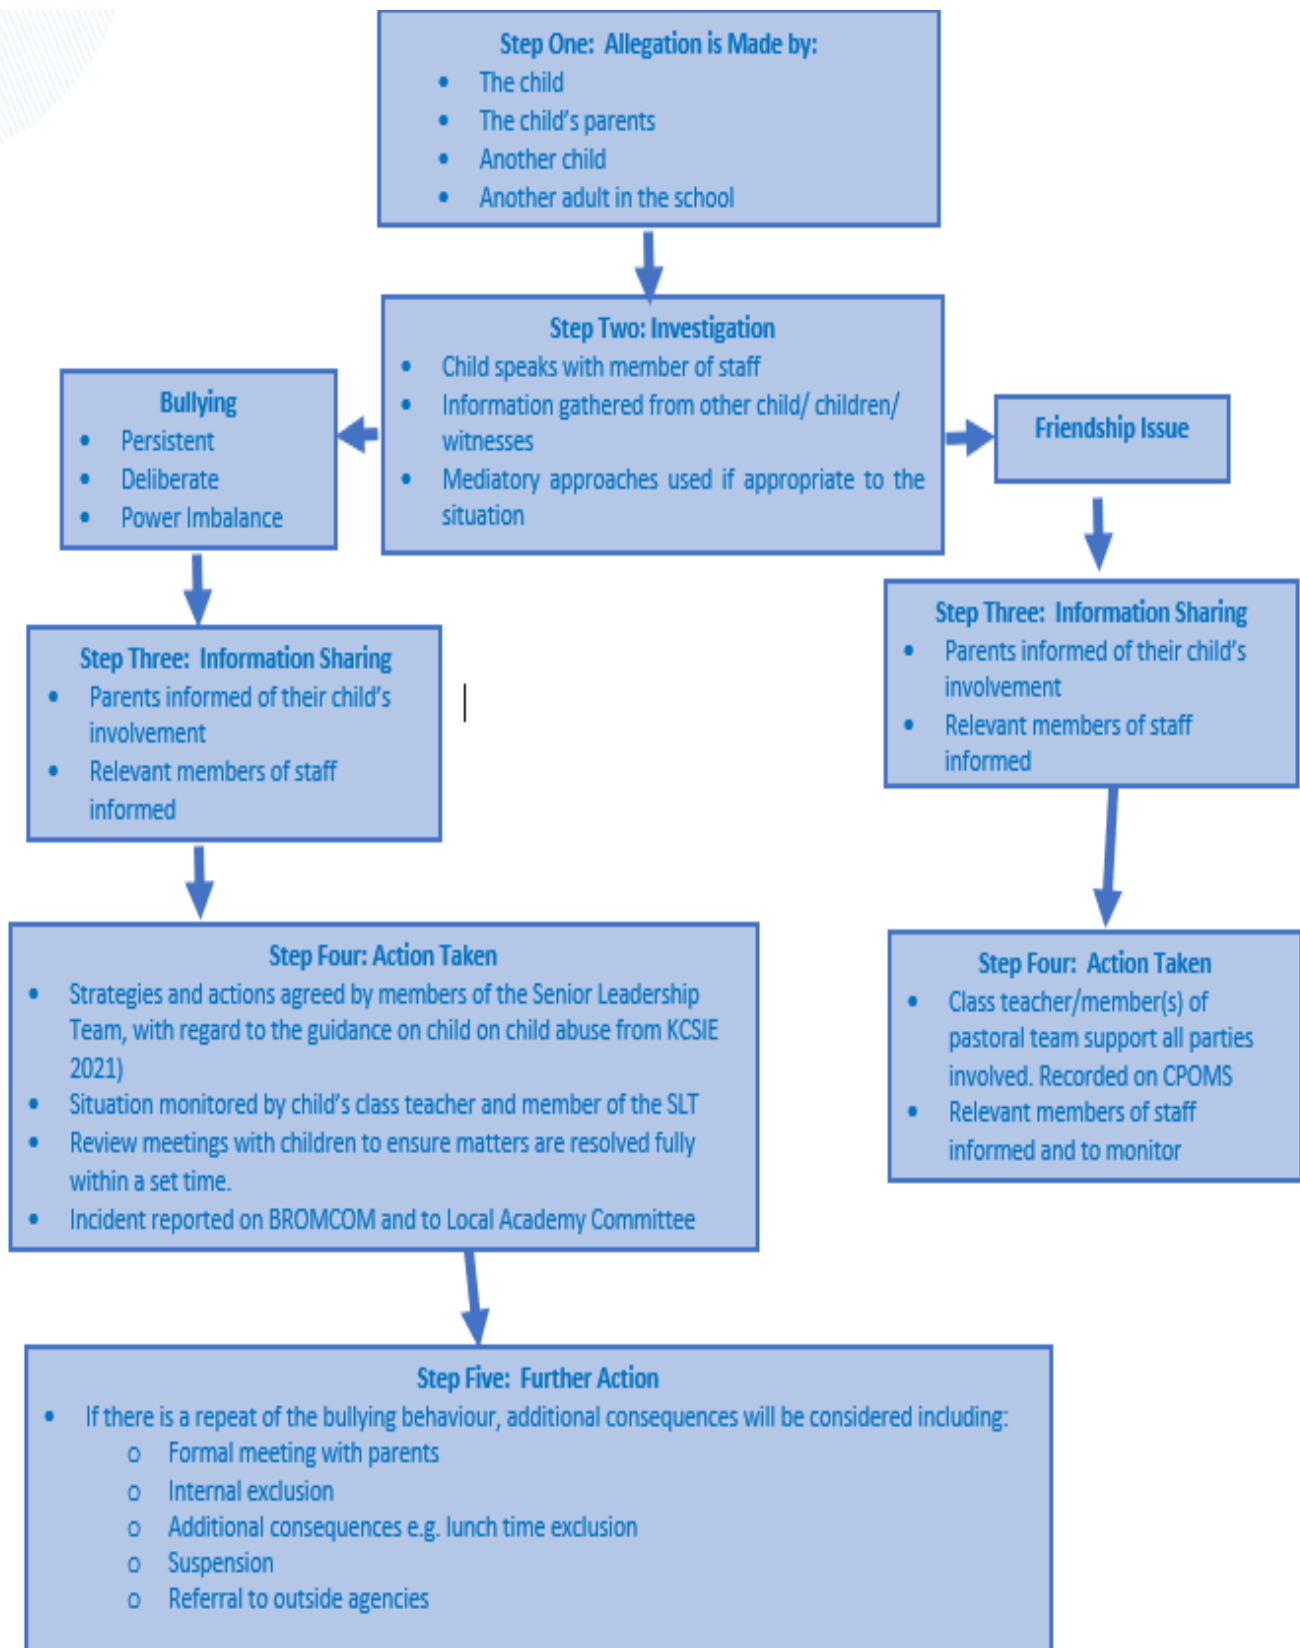 Step One: Allegation is Made by:
• The child
• The child's parents
• Another child
• Another adult in the school
Step Two: Investigation
• Child speaks with member of staff
• Information gathered from other child/ children/
witnesses
• Mediatory approaches used if appropriate to the
situation
Bullying
• Persistent
• Deliberate
• Power Imbalance
Friendship Issue
Step Three: Information Sharing
• Parents informed of their child's
involvement
• Relevant members of staff
informed
Step Three: Information Sharing
• Parents informed of their child's
involvement
• Relevant members of staff
informed
Step Four: Action Taken
• Strategies and actions agreed by members of the Senior Leadership
Team, with regard to the guidance on child on child abuse from KCSIE
2021)
• Situation monitored by child's class teacher and member of the SLT
• Review meetings with children to ensure matters are resolved fully
within a set time.
• Incident reported on BROMCOM and to Local Academy Committee
Step Four: Action Taken
• Class teacher/member(s) of
pastoral team support all parties
involved. Recorded on CPOMS
• Relevant members of staff
informed and to monitor
Step Five: Further Action
• If there is a repeat of the bullying behaviour, additional consequences will be considered including:
o Formal meeting with parents
o Internal exclusion
o Additional consequences e.g. lunch time exclusion
o Suspension
o Referral to outside agencies